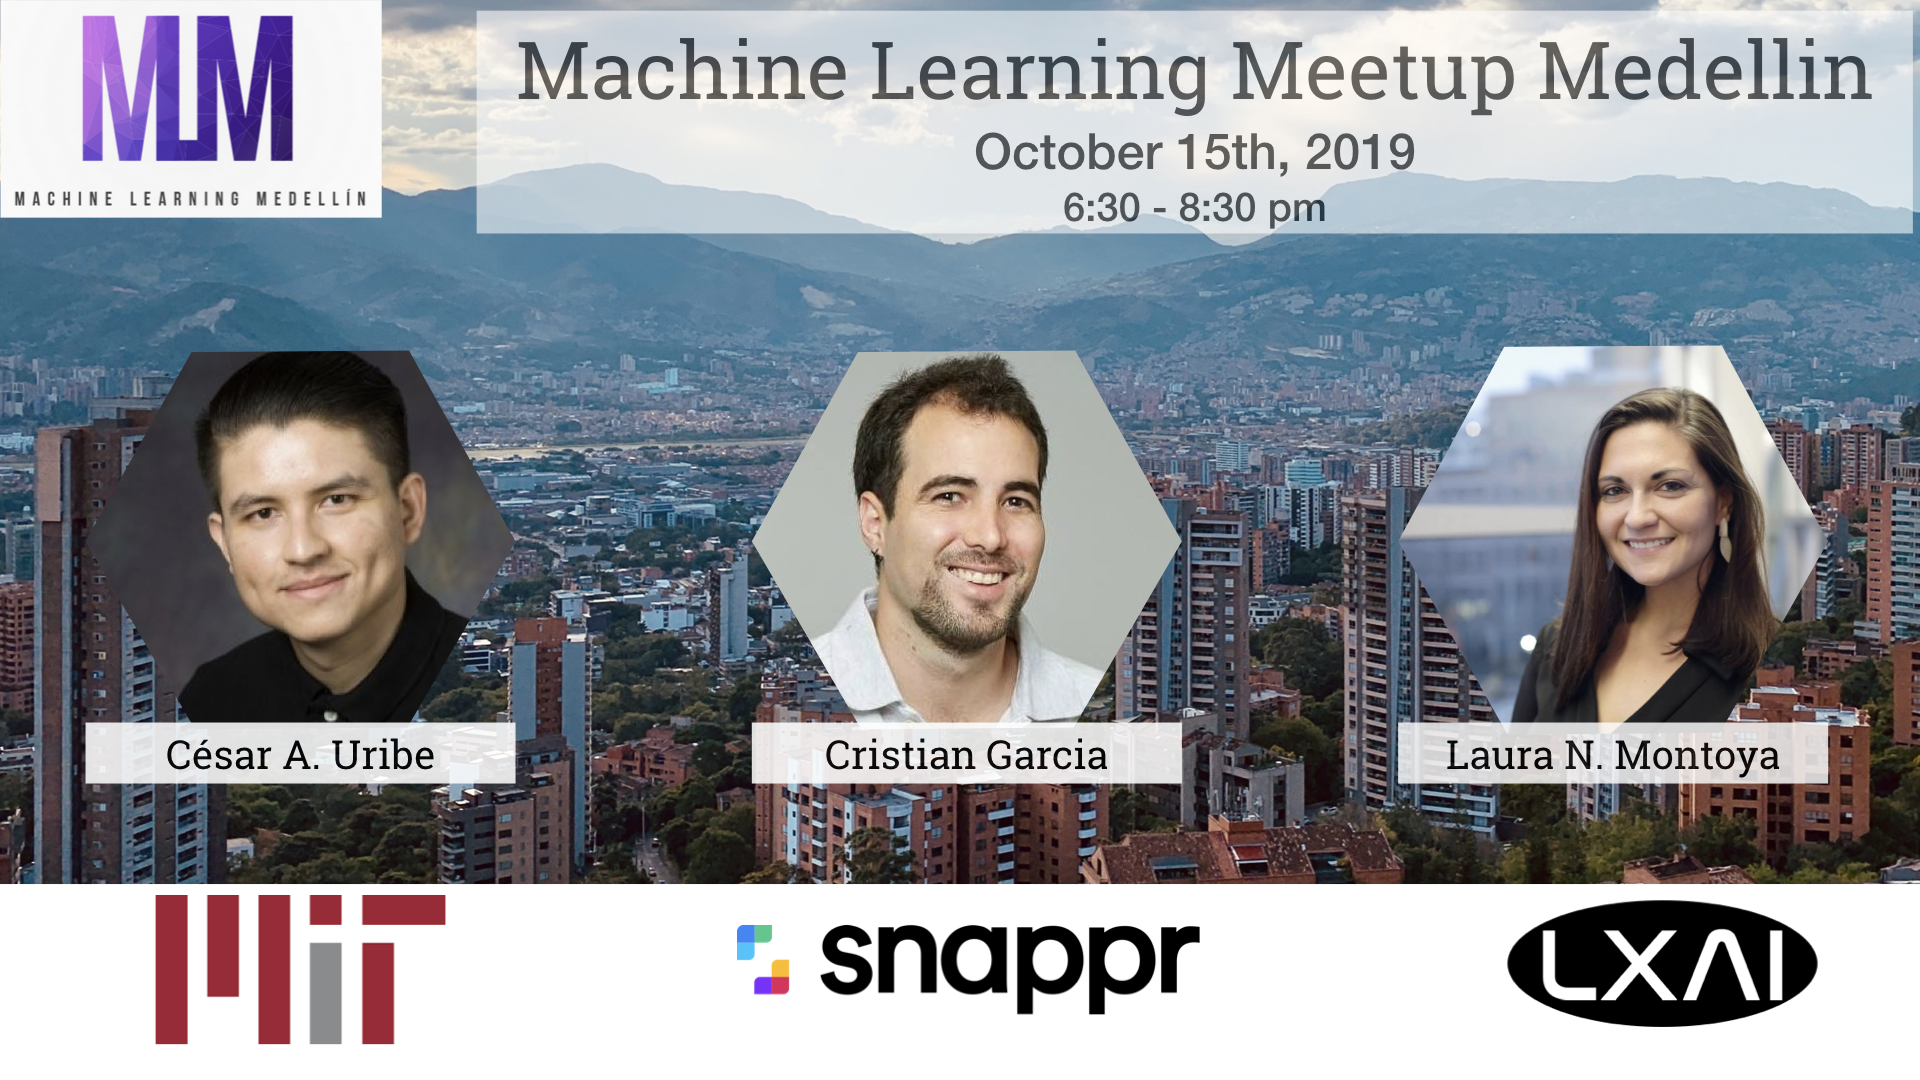 MLM
MACHINE LEARNING MEDELLÍN
Machine Learning Meetup Medellin
October 15th, 2019
6:30 - 8:30 pm
César A. Uribe
Cristian Garcia
Laura N. Montoya
MIT
snappr
LXAI